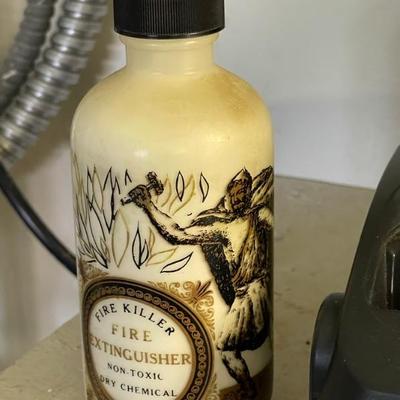 FIRE KILLER
FIRE
EXTINGUISHER
NON-TOXIC
DRY CHEMICAL